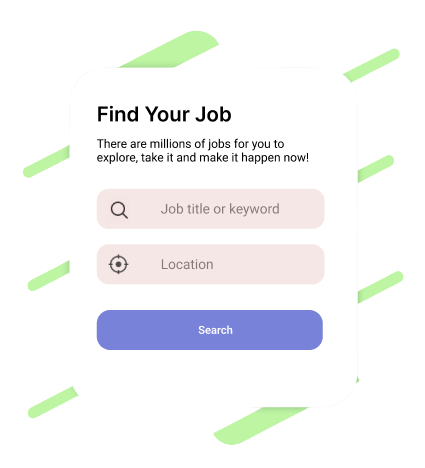 Find Your Job
There are millions of jobs for you to
explore, take it and make it happen now!
Job title or keyword
Location
Search